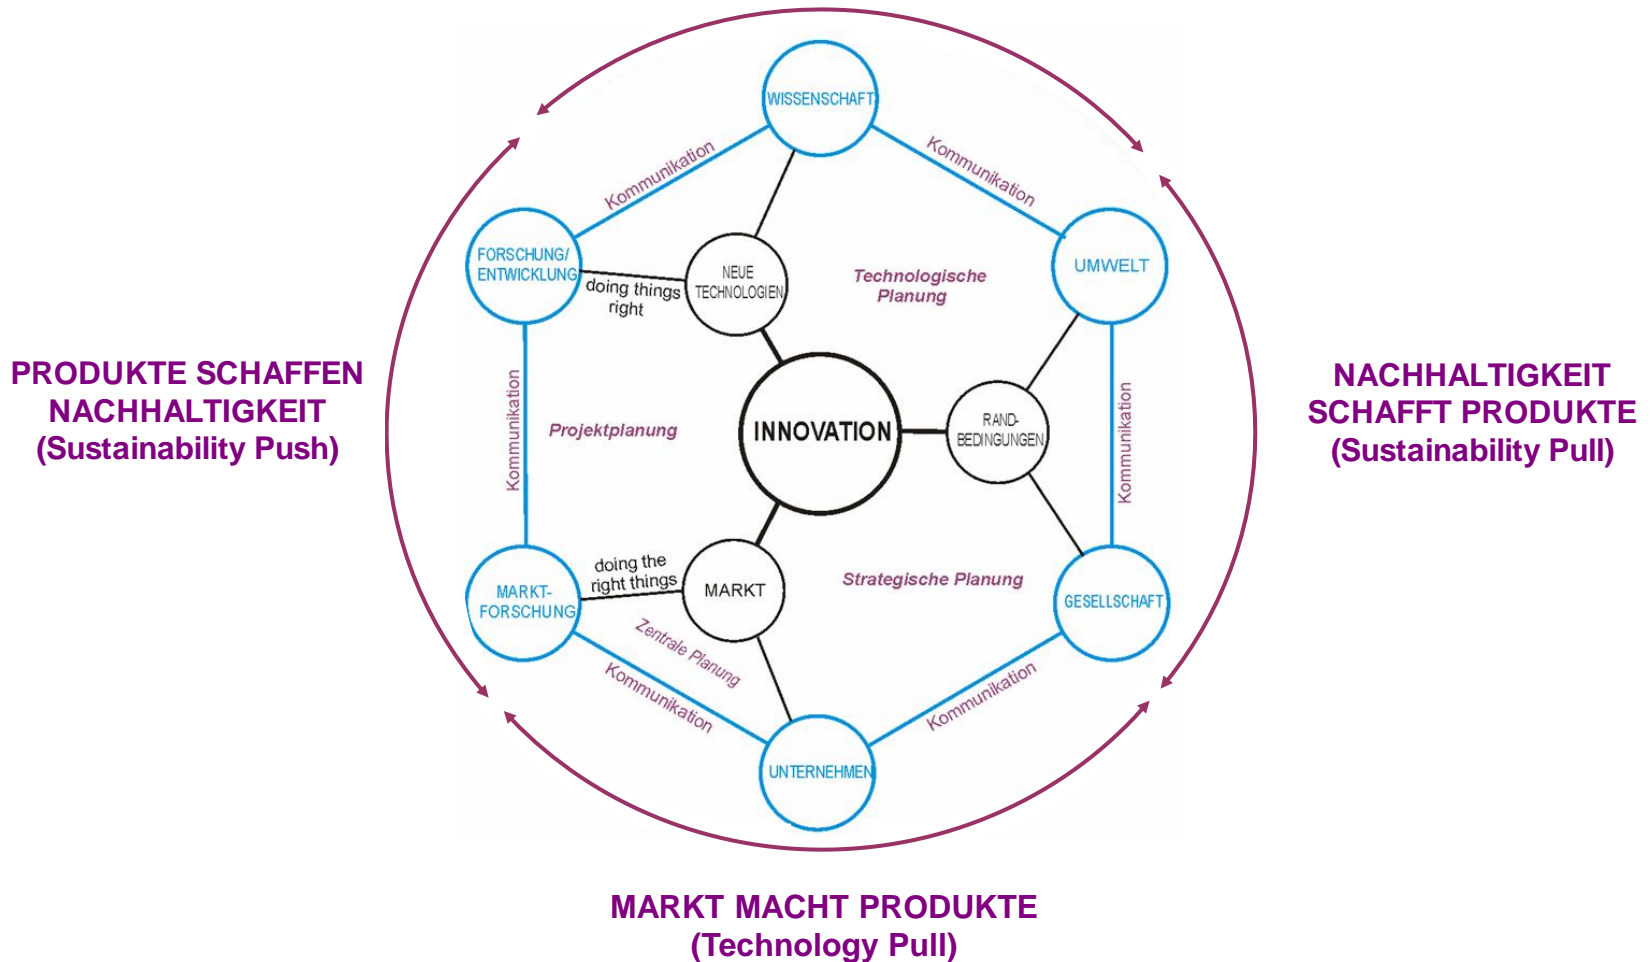 WISSENSCHAFT
Kommunikation
Kommunikation
FORSCHUNG/
ENTWICKLUNG
doing things
right
NEUE
TECHNOLOGIEN
Technologische
Planung
UMWELT
PRODUKTE SCHAFFEN
NACHHALTIGKEIT
(Sustainability Push)
Kommunikation
Projektplanung
INNOVATION
RAND-
BEDINGUNGEN
Kommunikation
NACHHALTIGKEIT
SCHAFFT PRODUKTE
(Sustainability Pull)
MARKT-
FORSCHUNG
doing the
right things
MARKT
Strategische Planung
GESELLSCHAFT
Zentrale Planung
Kommunikation
Kommunikation
UNTERNEHMEN
MARKT MACHT PRODUKTE
(Technology Pull)